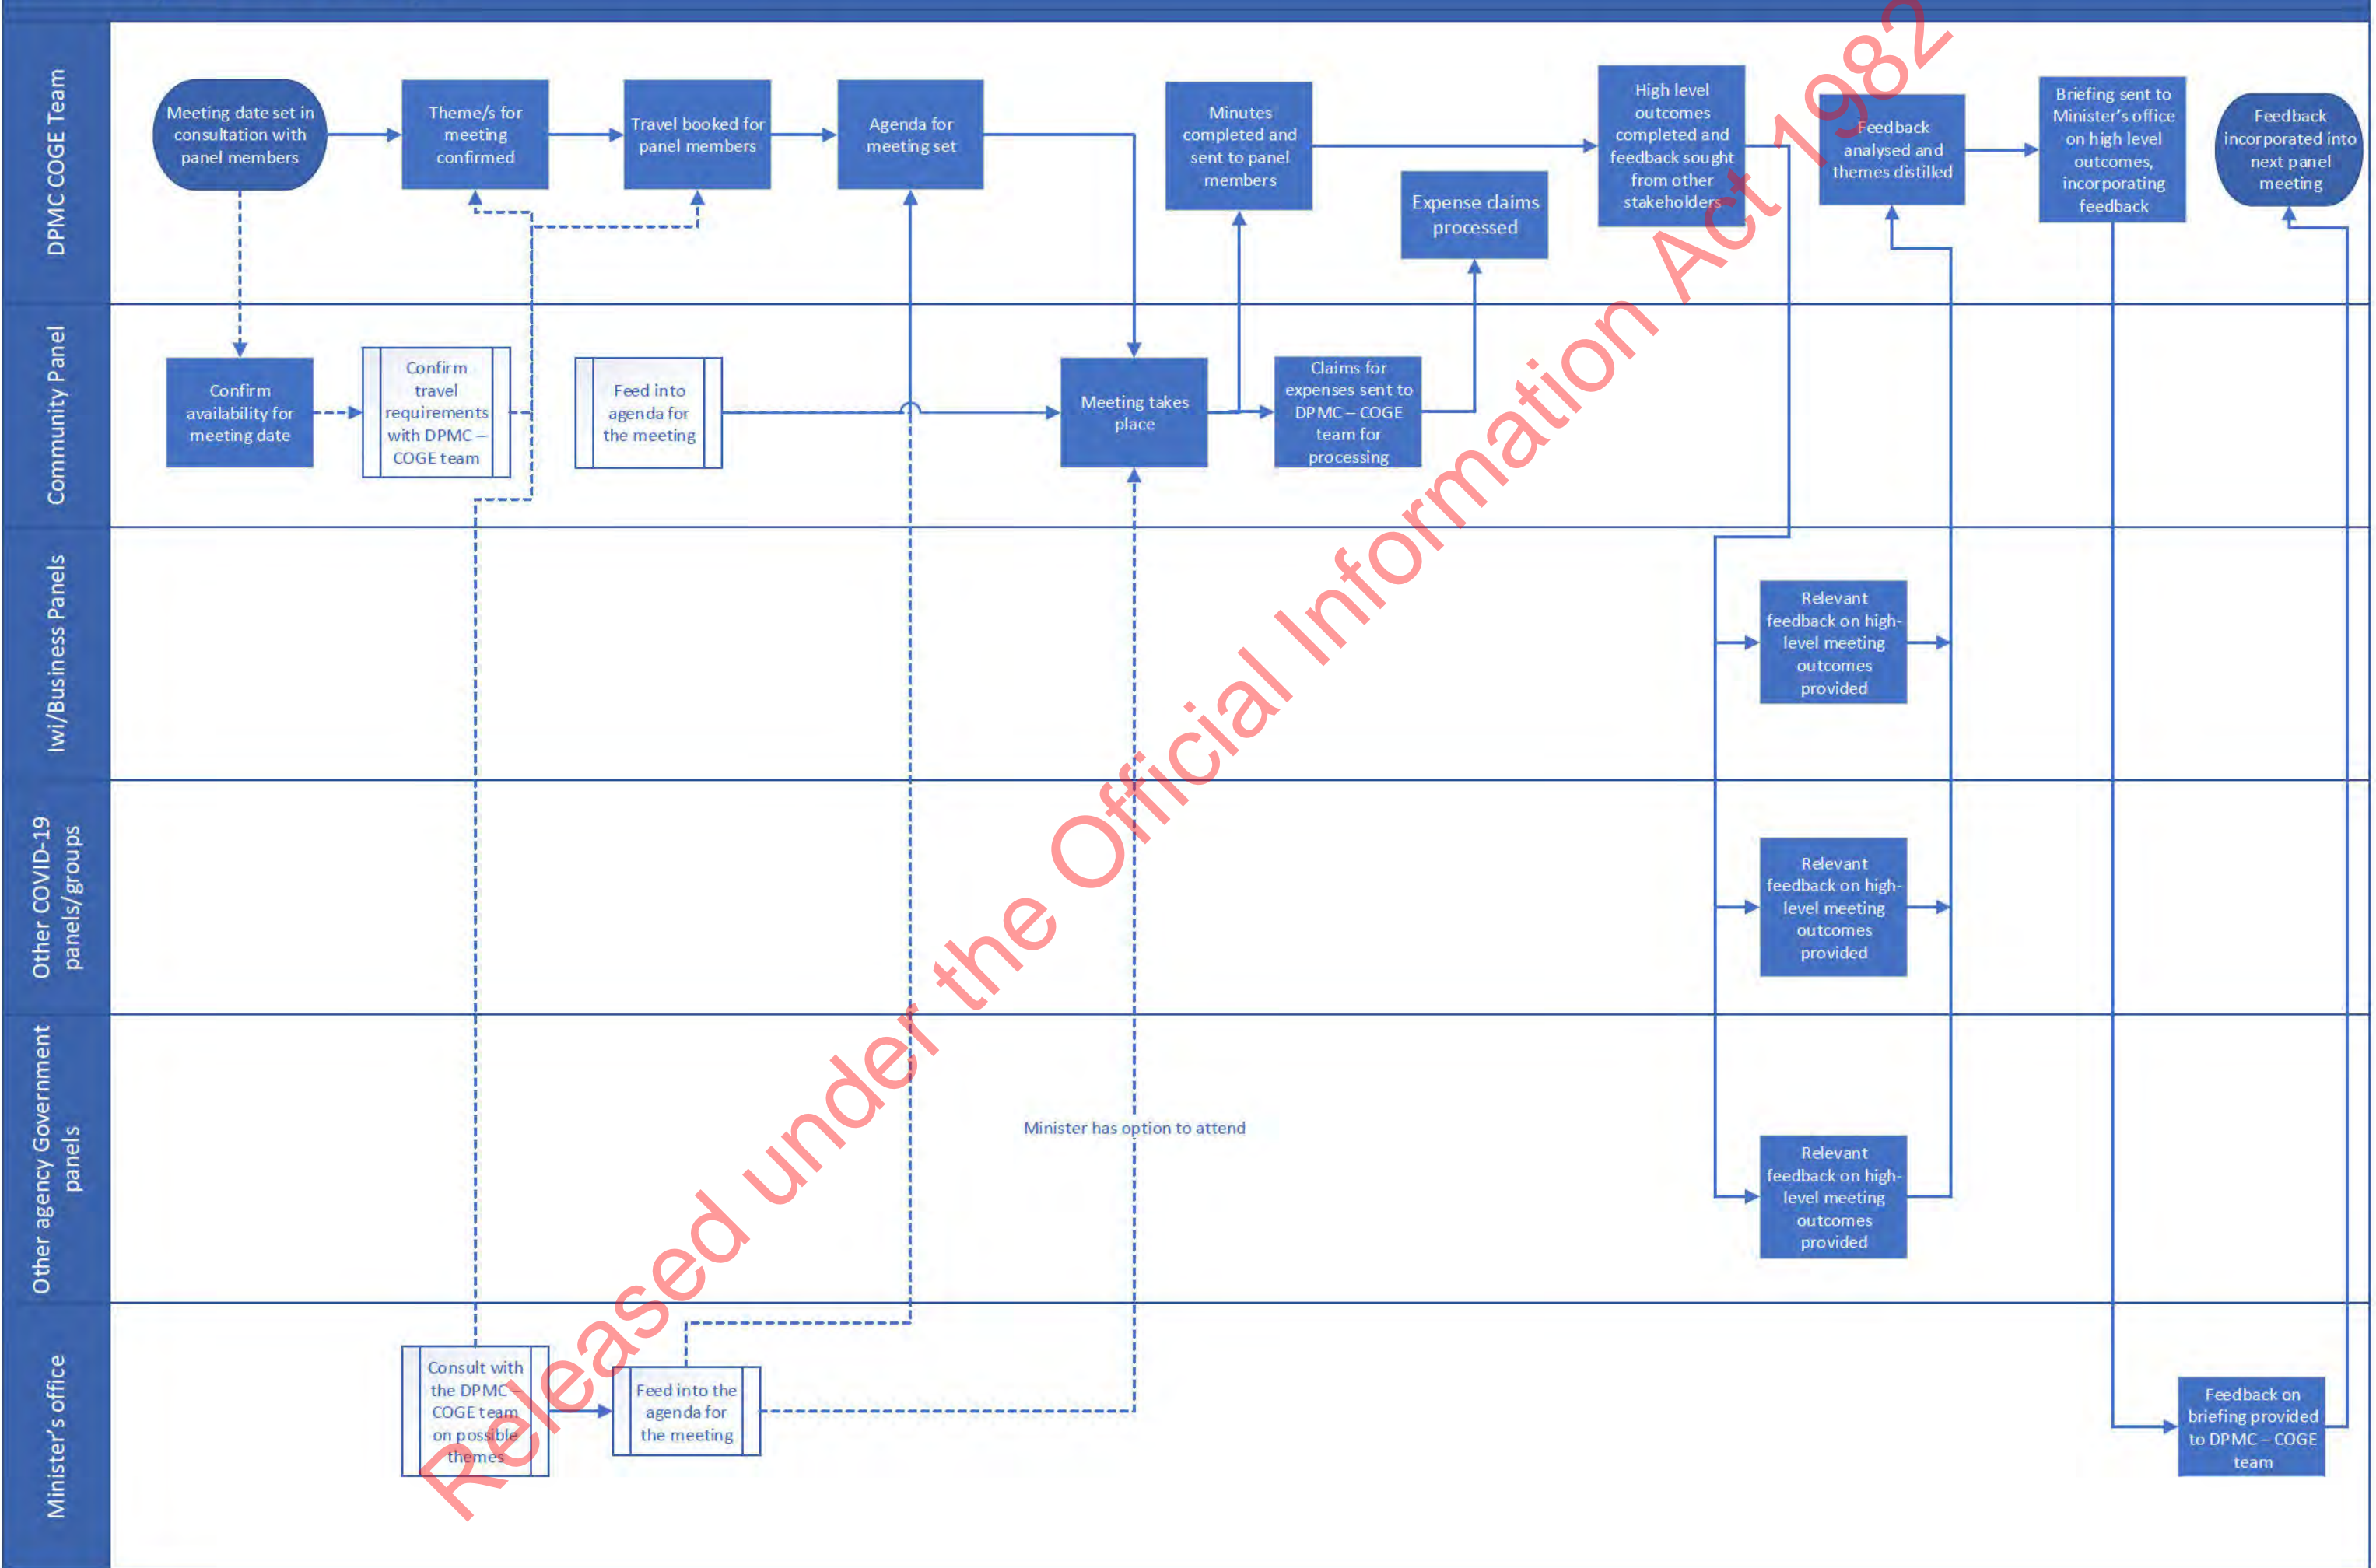 DPMC COGE Team
Meeting date set in
consultation with
panel members
Theme/s for
meeting
confirmed
Travel booked for
panel members
Agenda for
meeting set
Minutes
completed and
sent to panel
members
Expense claims
processed
High level
outcomes
completed and
feedback sought
from other
stakeholders
Feedback
analysed and
themes distilled
Briefing sent to
Minister's office
on high level
outcomes,
incorporating
feedback
Feedback
incorporated into
next panel
meeting
Community Panel
Confirm
availability for
meeting date
Confirm
travel
requirements
with DPMC –
COGE team
Feed into
agenda for
the meeting
Meeting takes
place
Claims for
expenses sent to
DPMC – COGE
team for
processing
Iwi/Business Panels
Relevant
feedback on high-
level meeting
outcomes
provided
Other COVID-19
panels/groups
Relevant
feedback on high-
level meeting
outcomes
provided
Other agency Government
panels
Minister has option to attend
Relevant
feedback on high-
level meeting
outcomes
provided
Minister's office
Consult with
the DPMC –
COGE team
on possible
themes
Feed into the
agenda for
the meeting
Feedback on
briefing provided
to DPMC – COGE
team
Released under the Official Information Act 1982